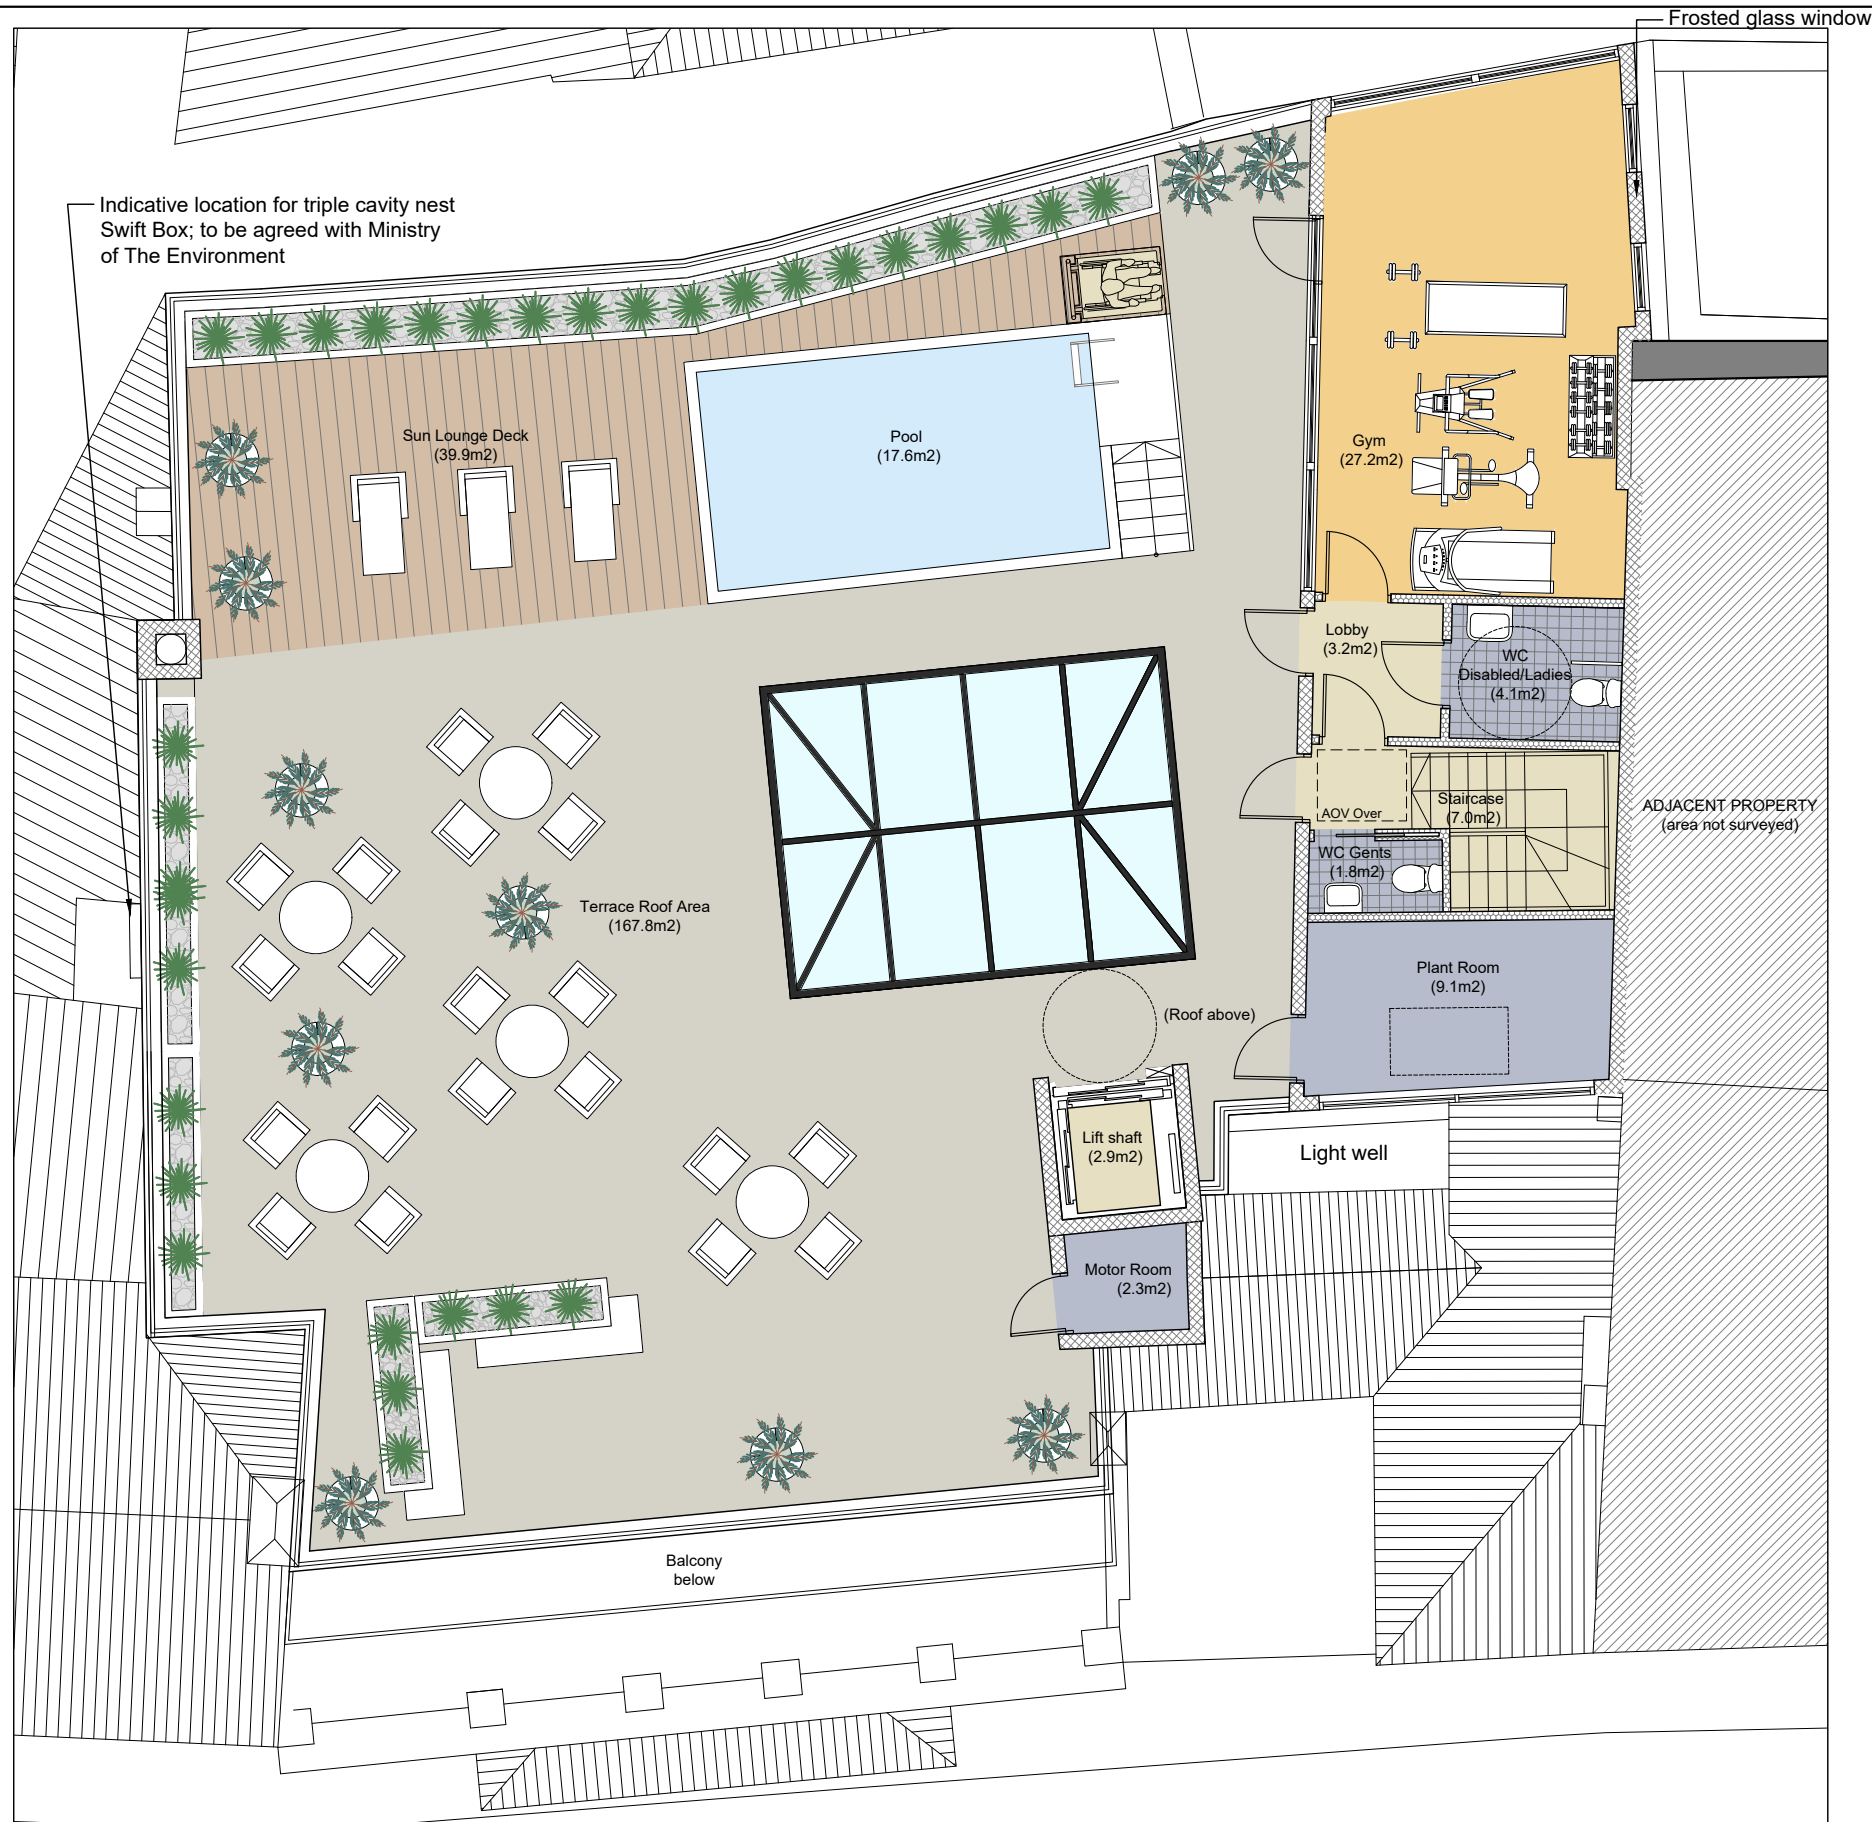 Frosted glass window
Indicative location for triple cavity nest
Swift Box; to be agreed with Ministry
of The Environment
Sun Lounge Deck
(39.9m2)
Pool
(17.6m2)
Gym
(27.2m2)
Lobby
(3.2m2)
WC
Disabled/Ladies
(4.1m2)
AOV Over
Staircase
(7.0m2)
ADJACENT PROPERTY
(area not surveyed)
WC Gents
(1.8m2)
Terrace Roof Area
(167.8m2)
Plant Room
(9.1m2)
(Roof above)
Lift shaft
(2.9m2)
Light well
Motor Room
(2.3m2)
Balcony
below